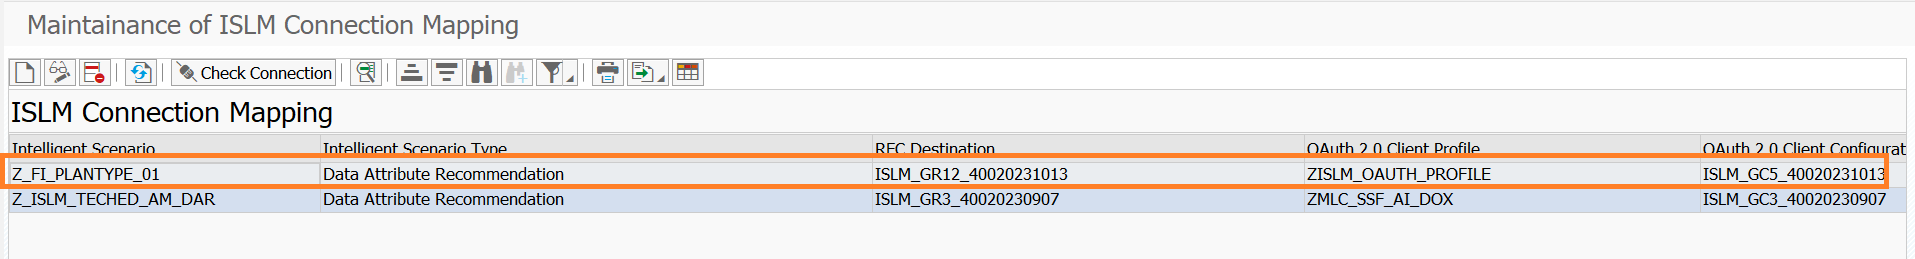 Maintainance of ISLM Connection Mapping
Check Connection
ISLM Connection Mapping
Intelligent Scenario Intelligent Scenario Type RFC Destination OAuth 2.0 Client Profile OAuth 2.0 Client Configurat
Z_FI_PLANTYPE_01 Data Attribute Recommendation ISLM_GR12_40020231013 ZISLM_OAUTH_PROFILE ISLM_GC5_40020231013
Z_ISLM_TECHED_AM_DAR Data Attribute Recommendation ISLM_GR3_40020230907 ZMLC_SSF_AI_DOX ISLM_GC3_40020230907